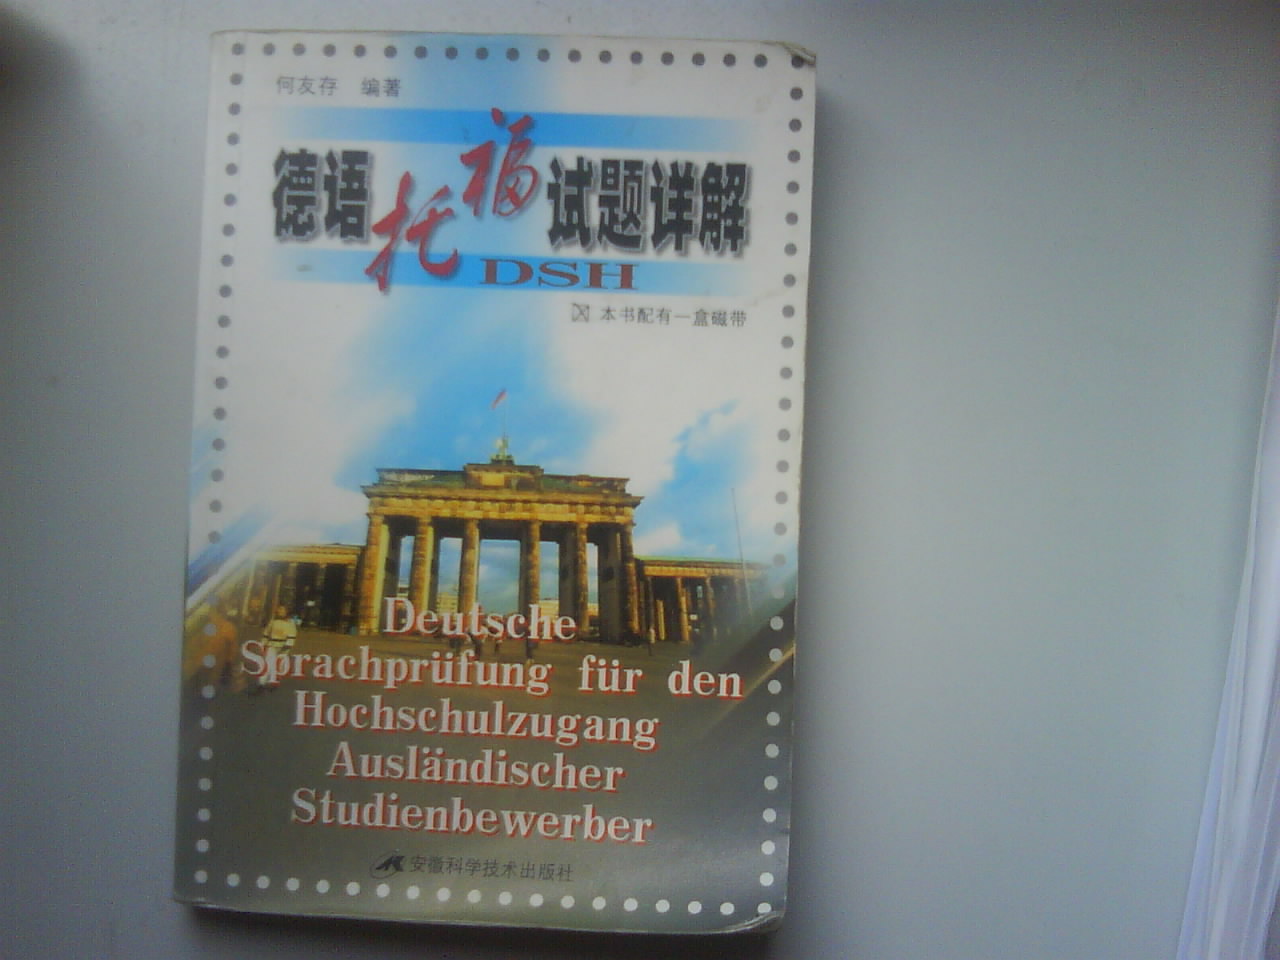 何友存 编著
德语托福试题详解
DSH
本书配有一盒磁带
Deutsche
Sprachprüfung für den
Hochschulzugang
Ausländischer
Studienbewerber
安徽科学技术出版社